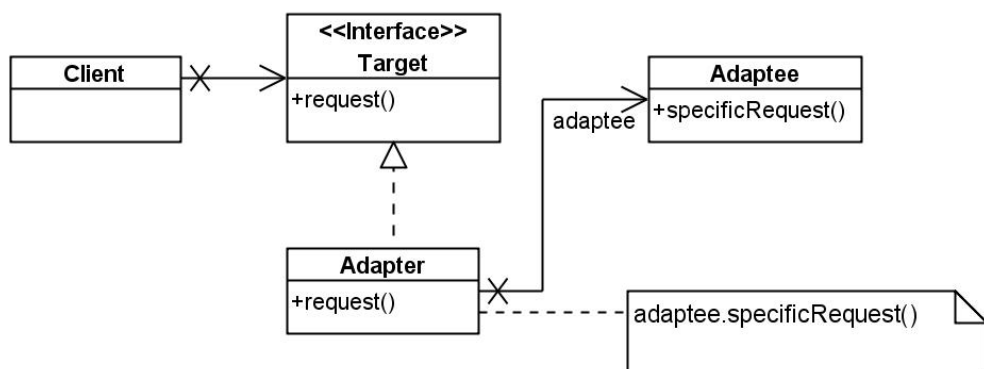 Client
<<Interface>>
Target
+request()
Adaptee
+specificRequest()
adaptee
Adapter
+request()
adaptee.specificRequest()